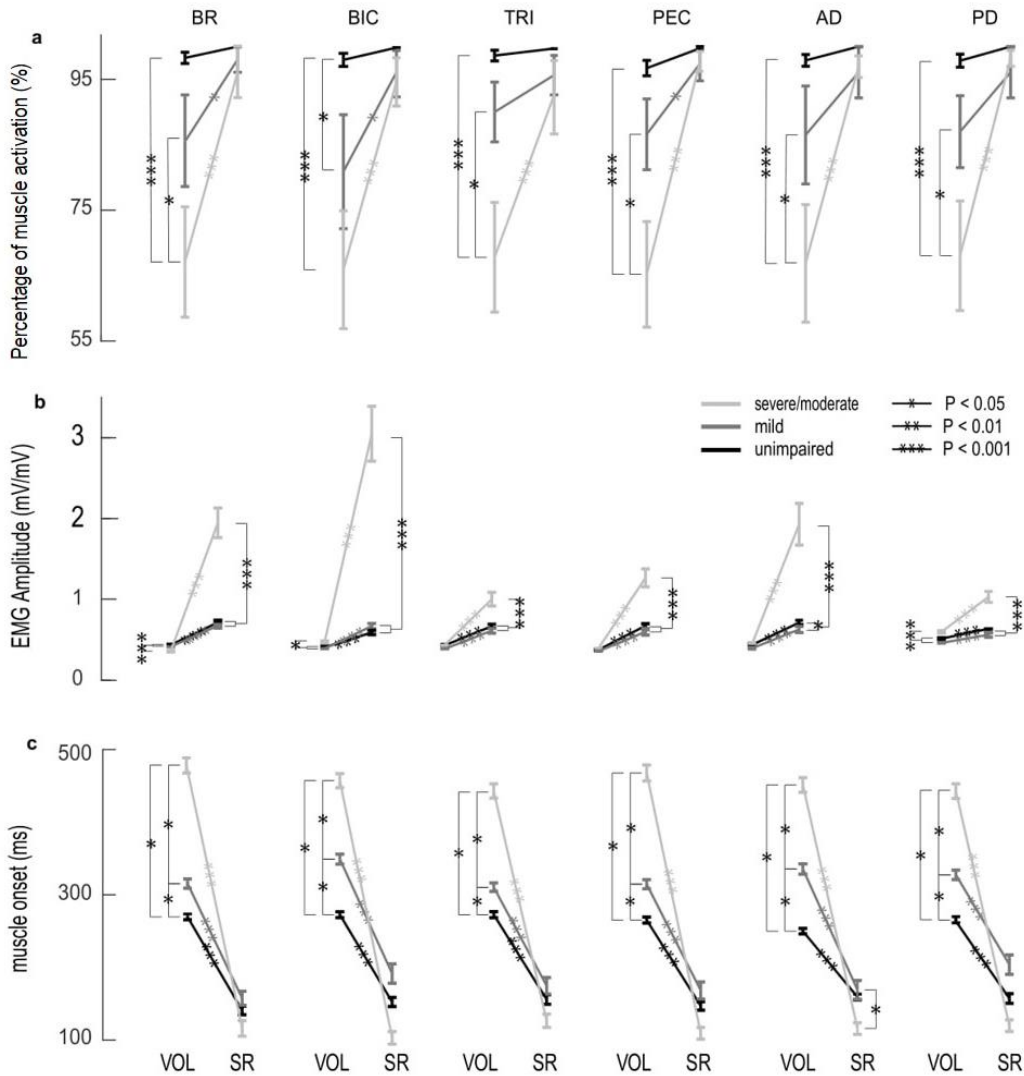 BR BIC TRI PEC AD PD
a
Percentage of muscle activation (%)
95
75
55
*** * *** * * * *** * *** * * *** * *** *
***
b
EMG Amplitude (mV/mV)
3
2
1
0
severe/moderate
mild
unimpaired
P < 0.05
P < 0.01
P < 0.001
c
muscle onset (ms)
500
300
100
VOL SR VOL SR VOL SR VOL SR VOL SR VOL SR